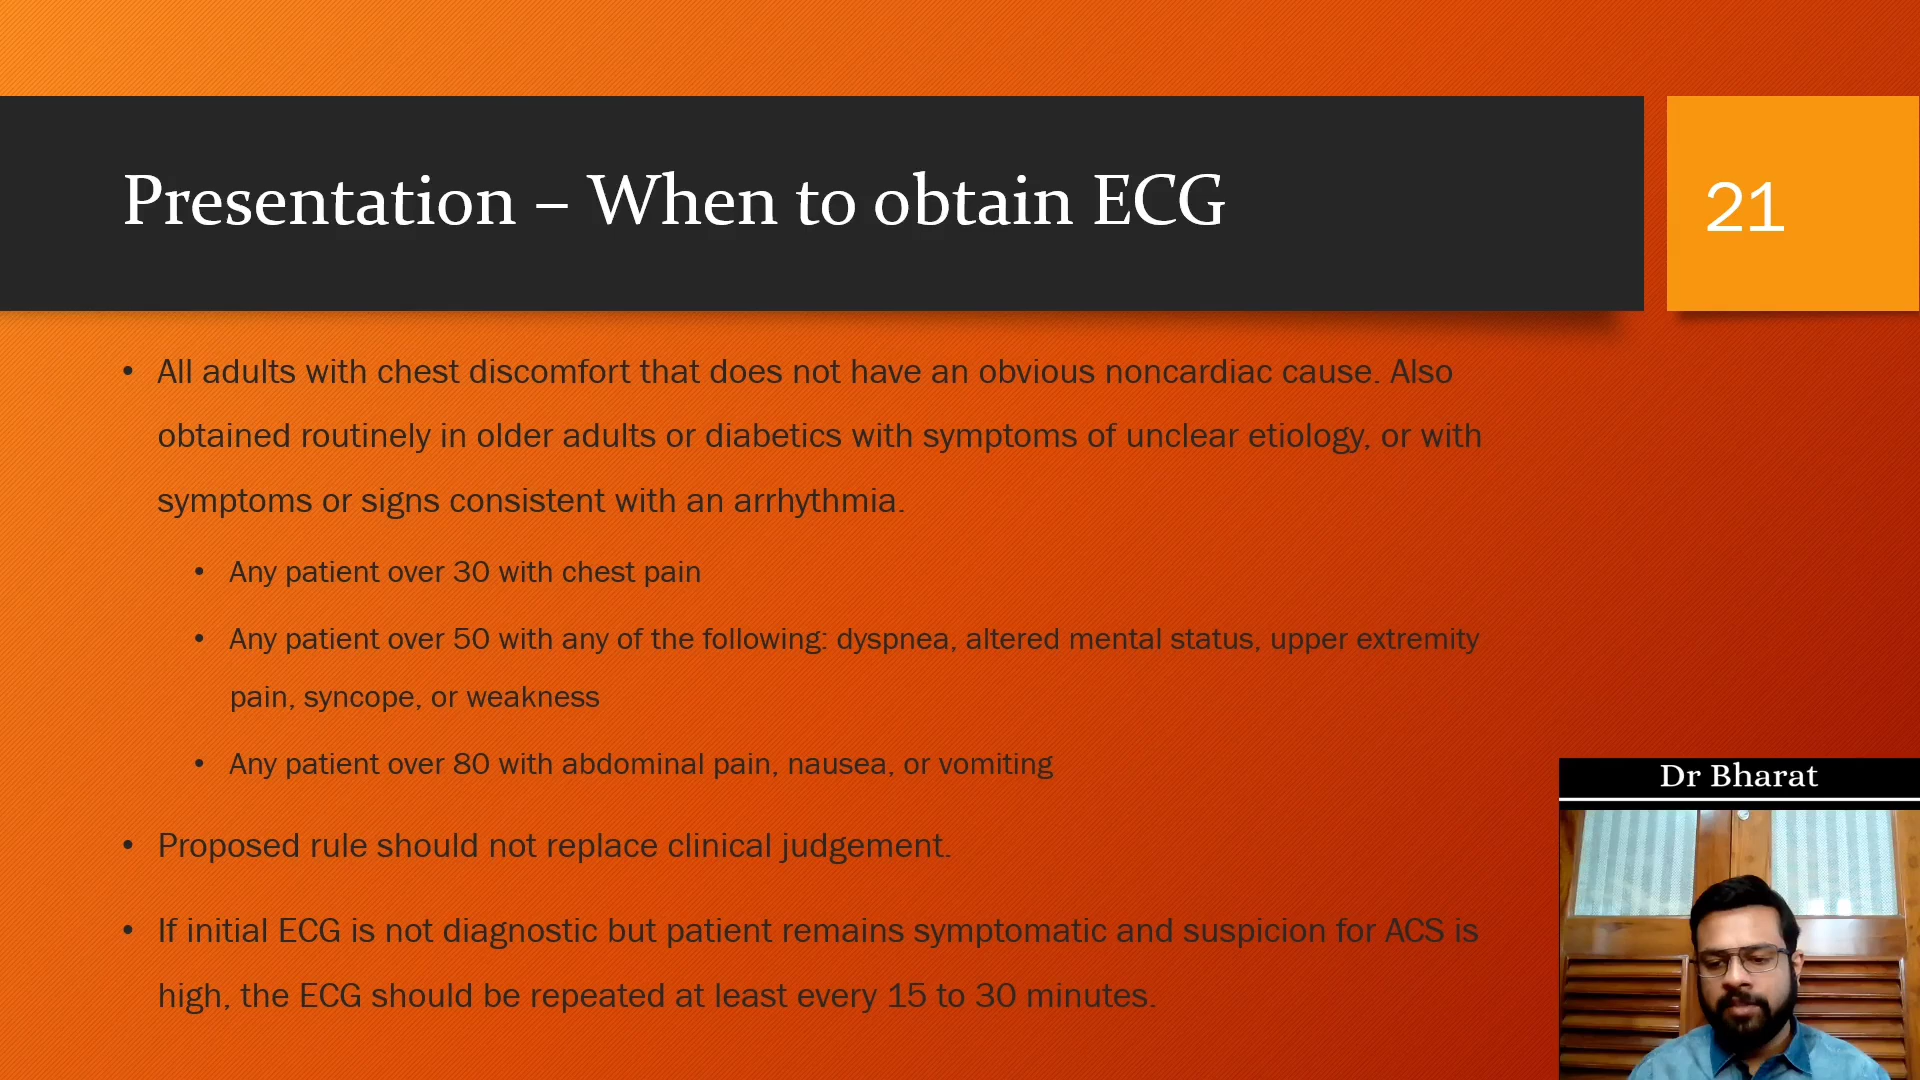 Presentation – When to obtain ECG
21
• All adults with chest discomfort that does not have an obvious noncardiac cause. Also
obtained routinely in older adults or diabetics with symptoms of unclear etiology, or with
symptoms or signs consistent with an arrhythmia.
• Any patient over 30 with chest pain
• Any patient over 50 with any of the following: dyspnea, altered mental status, upper extremity
pain, syncope, or weakness
• Any patient over 80 with abdominal pain, nausea, or vomiting
• Proposed rule should not replace clinical judgement.
• If initial ECG is not diagnostic but patient remains symptomatic and suspicion for ACS is
high, the ECG should be repeated at least every 15 to 30 minutes.
Dr Bharat